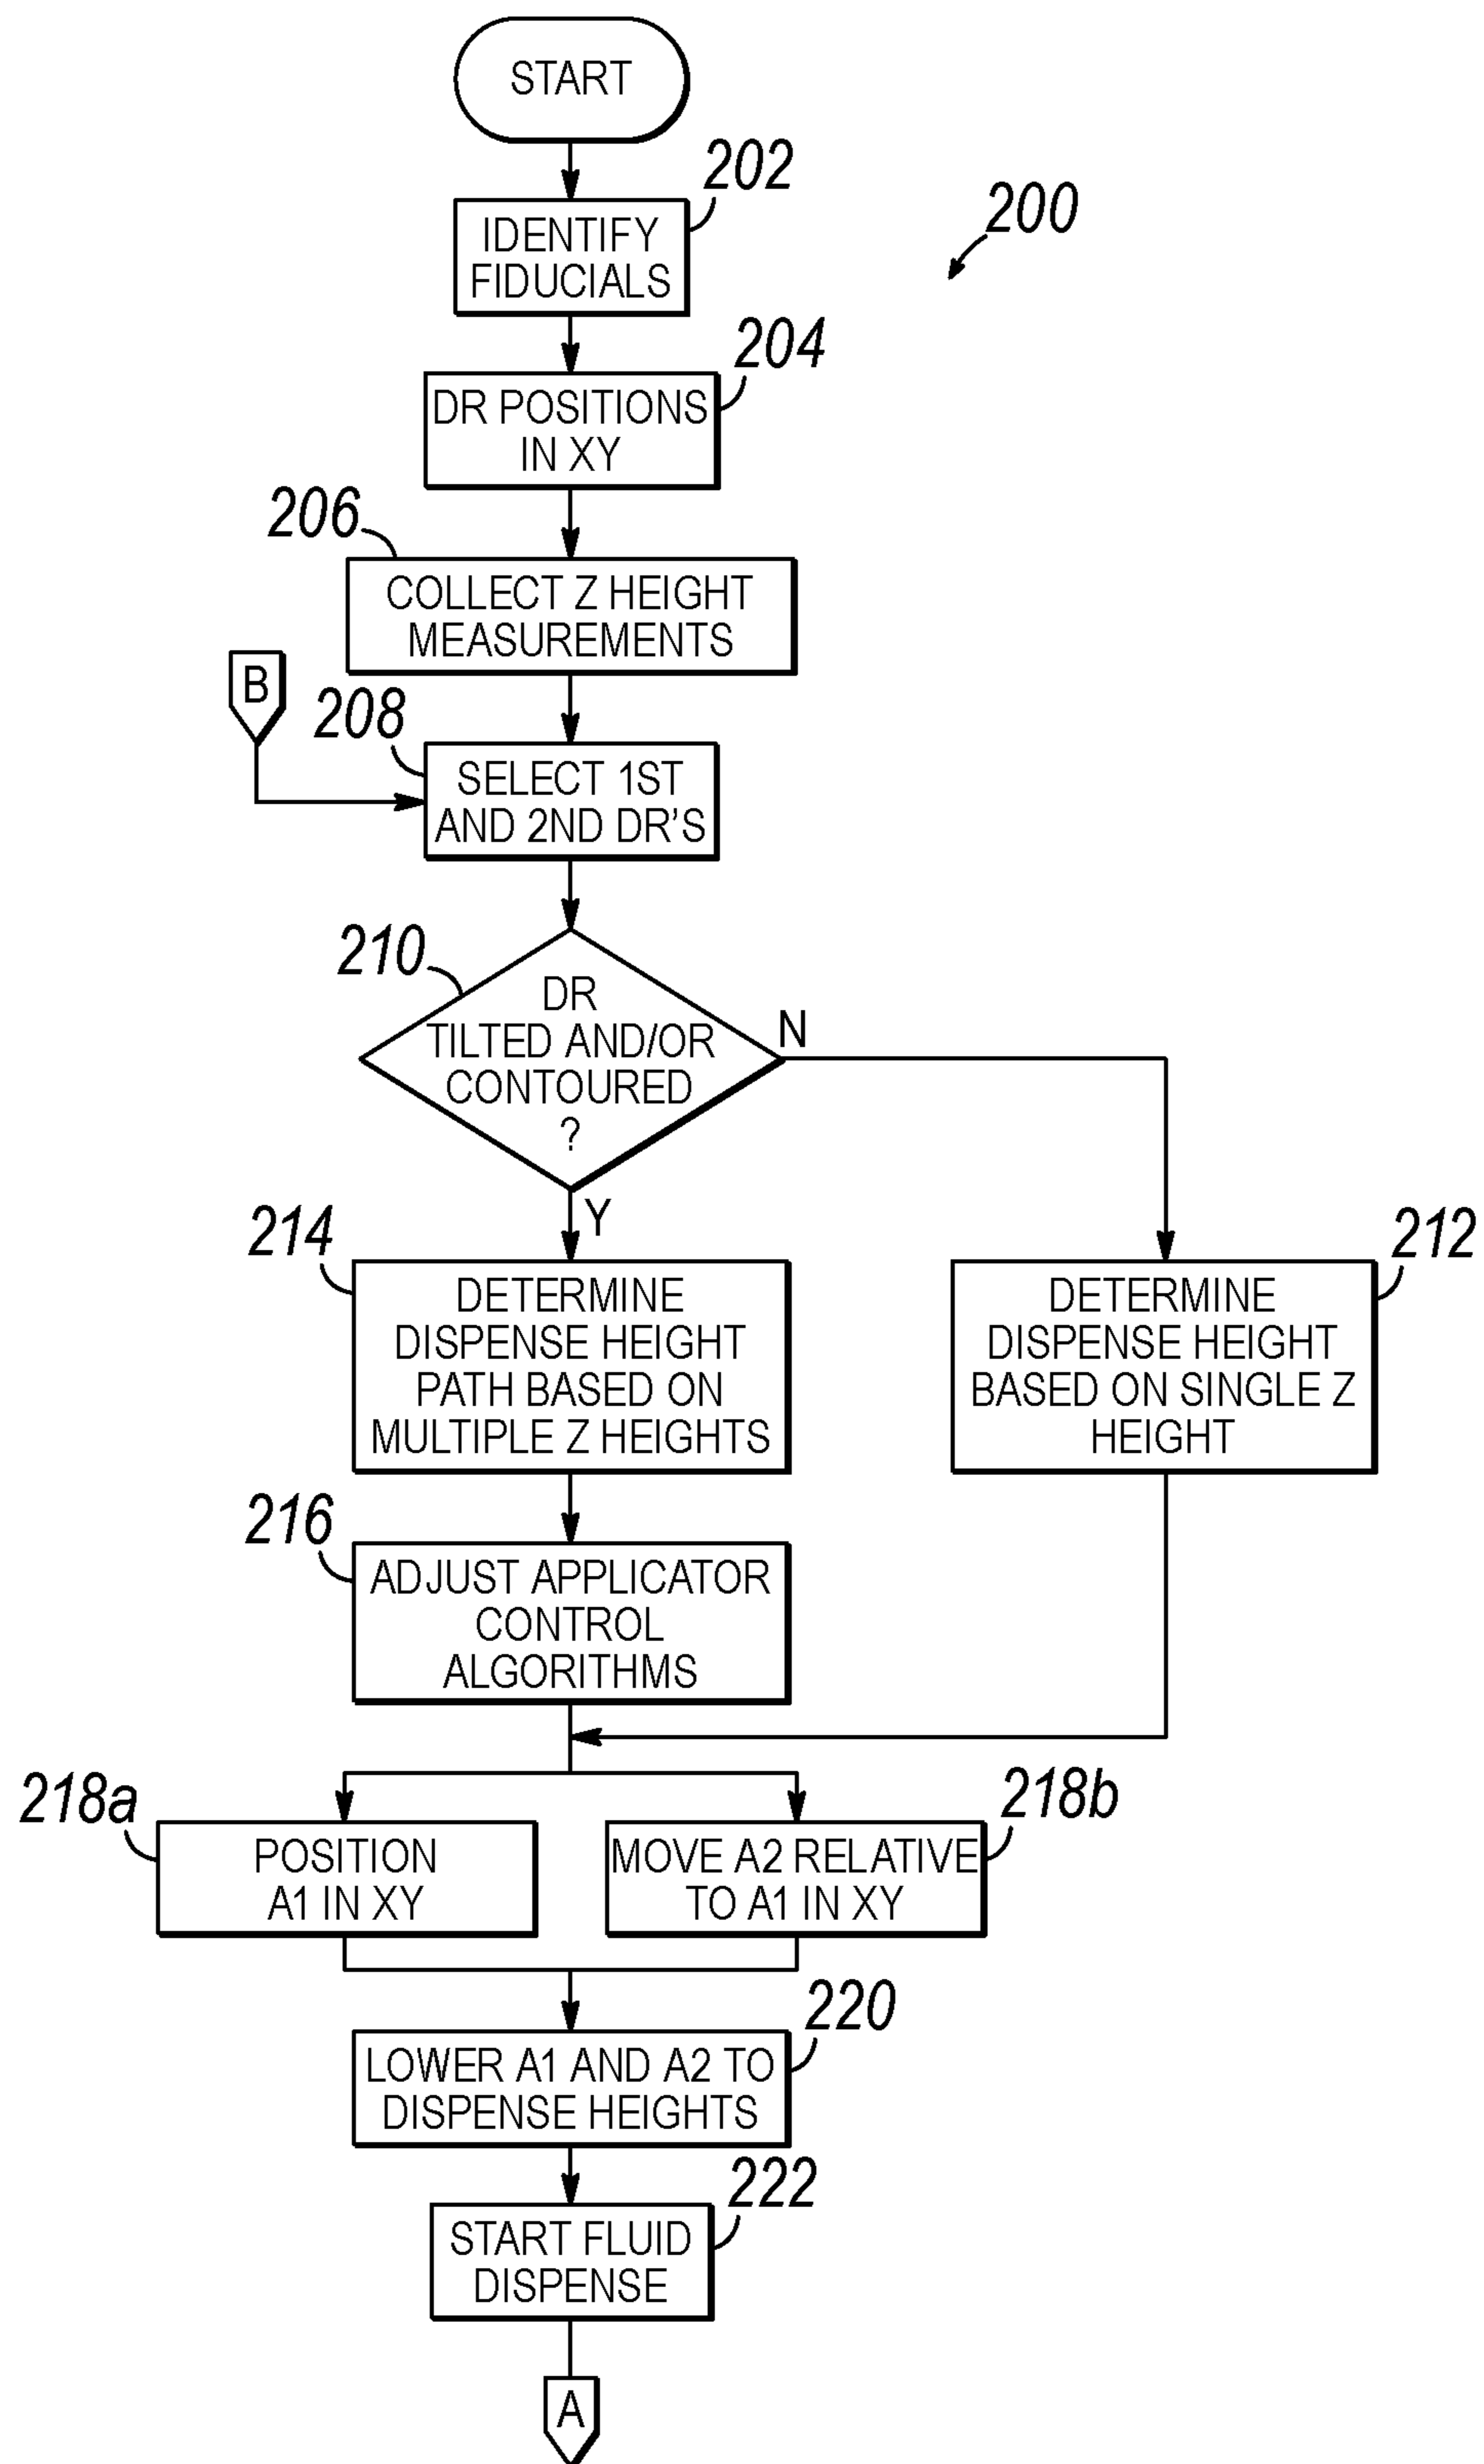 START
202
200
IDENTIFY
FIDUCIALS
204
DR POSITIONS
IN XY
206
COLLECT Z HEIGHT
MEASUREMENTS
B
208
SELECT 1ST
AND 2ND DR'S
210
DR
TILTED AND/OR
CONTOURED
?
N
Y
214
DETERMINE
DISPENSE HEIGHT
PATH BASED ON
MULTIPLE Z HEIGHTS
212
DETERMINE
DISPENSE HEIGHT
BASED ON SINGLE Z
HEIGHT
216
ADJUST APPLICATOR
CONTROL
ALGORITHMS
218a
POSITION
A1 IN XY
218b
MOVE A2 RELATIVE
TO A1 IN XY
220
LOWER A1 AND A2 TO
DISPENSE HEIGHTS
222
START FLUID
DISPENSE
A